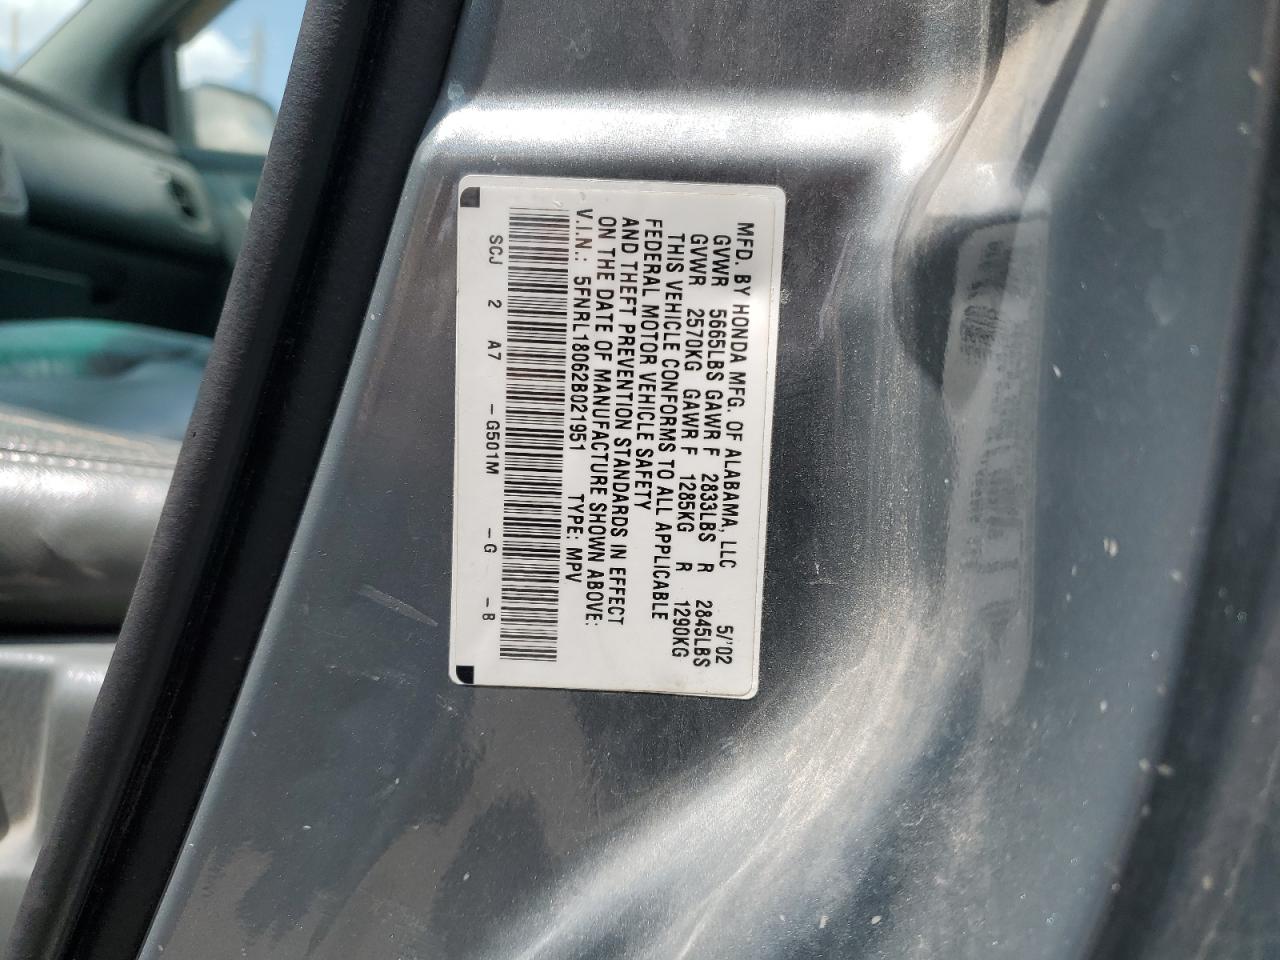 MFD. BY HONDA MFG. OF ALABAMA, LLC 5/'02
GVWR 5665LBS GAWR F 2833LBS R 2845LBS
GVWR 2570KG GAWR F 1285KG R 1290KG
THIS VEHICLE CONFORMS TO ALL APPLICABLE
FEDERAL MOTOR VEHICLE SAFETY
AND THEFT PREVENTION STANDARDS IN EFFECT
ON THE DATE OF MANUFACTURE SHOWN ABOVE:
V.I.N.: 5FNRL18062B021951 TYPE: MPV
SCJ 2 A7 -G501M -G -B